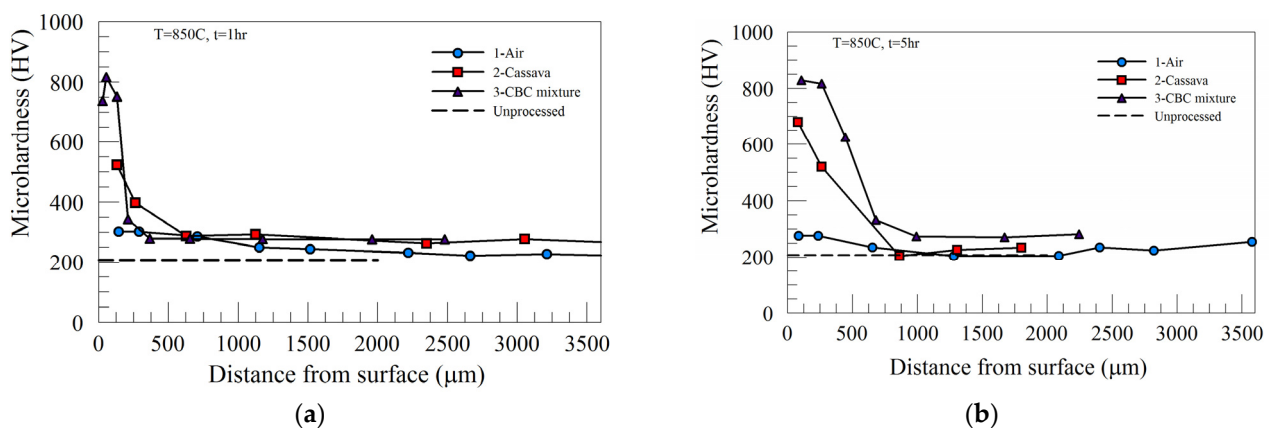 T=850C, t=1hr
1-Air
2-Cassava
3-CBC mixture
Unprocessed
Microhardness (HV)
1000
800
600
400
200
0
0 500 1000 1500 2000 2500 3000 3500
Distance from surface (μm)
(a)
T=850C, t=5hr
1-Air
2-Cassava
3-CBC mixture
Unprocessed
Microhardness (HV)
1000
800
600
400
200
0
0 500 1000 1500 2000 2500 3000 3500
Distance from surface (μm)
(b)